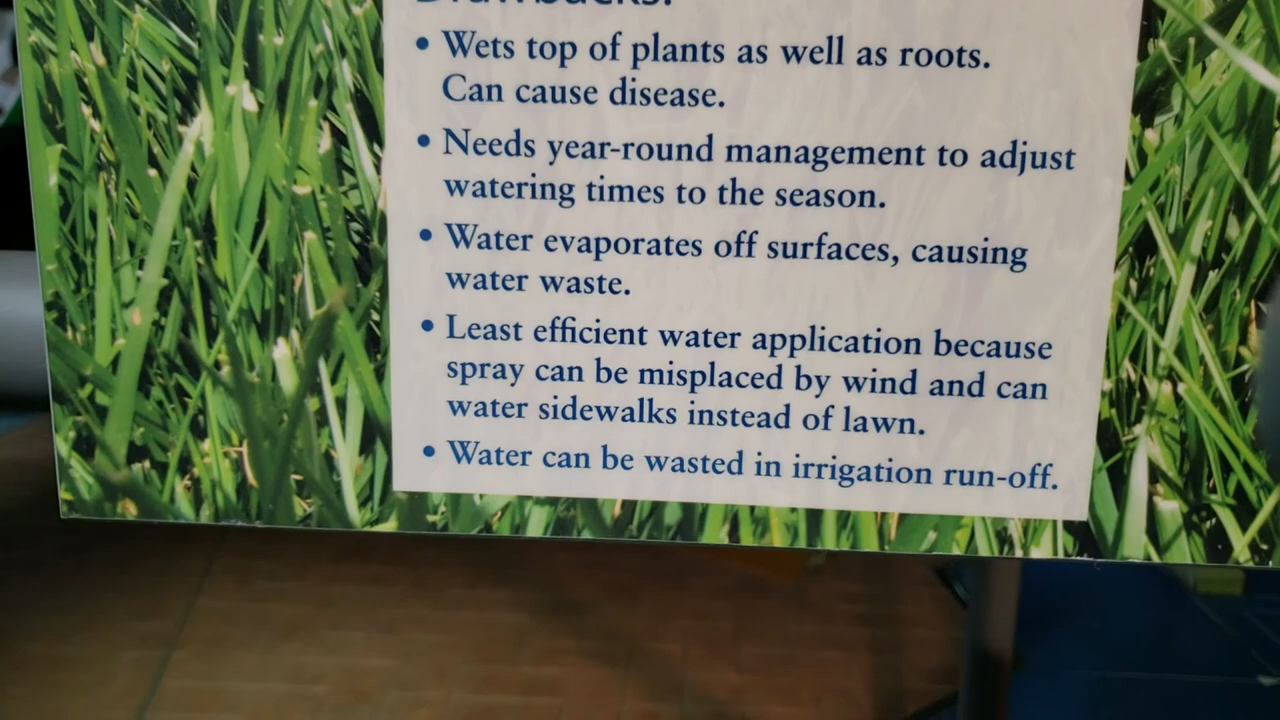 Drawbacks:
• Wets top of plants as well as roots.
Can cause disease.
• Needs year-round management to adjust
watering times to the season.
• Water evaporates off surfaces, causing
water waste.
• Least efficient water application because
spray can be misplaced by wind and can
water sidewalks instead of lawn.
• Water can be wasted in irrigation run-off.